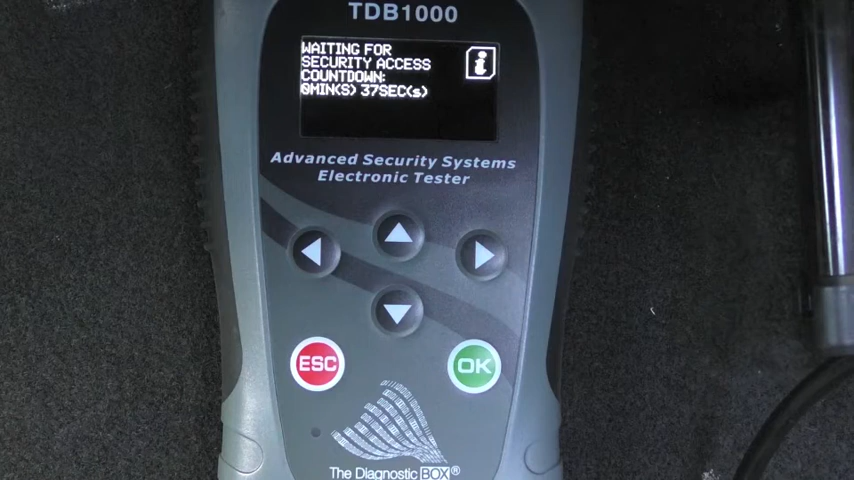 TDB1000
WAITING FOR
SECURITY ACCESS
COUNTDOWN:
0MIN(S) 37SEC(s)
i
Advanced Security Systems
Electronic Tester
ESC
OK
The Diagnostic BOX®